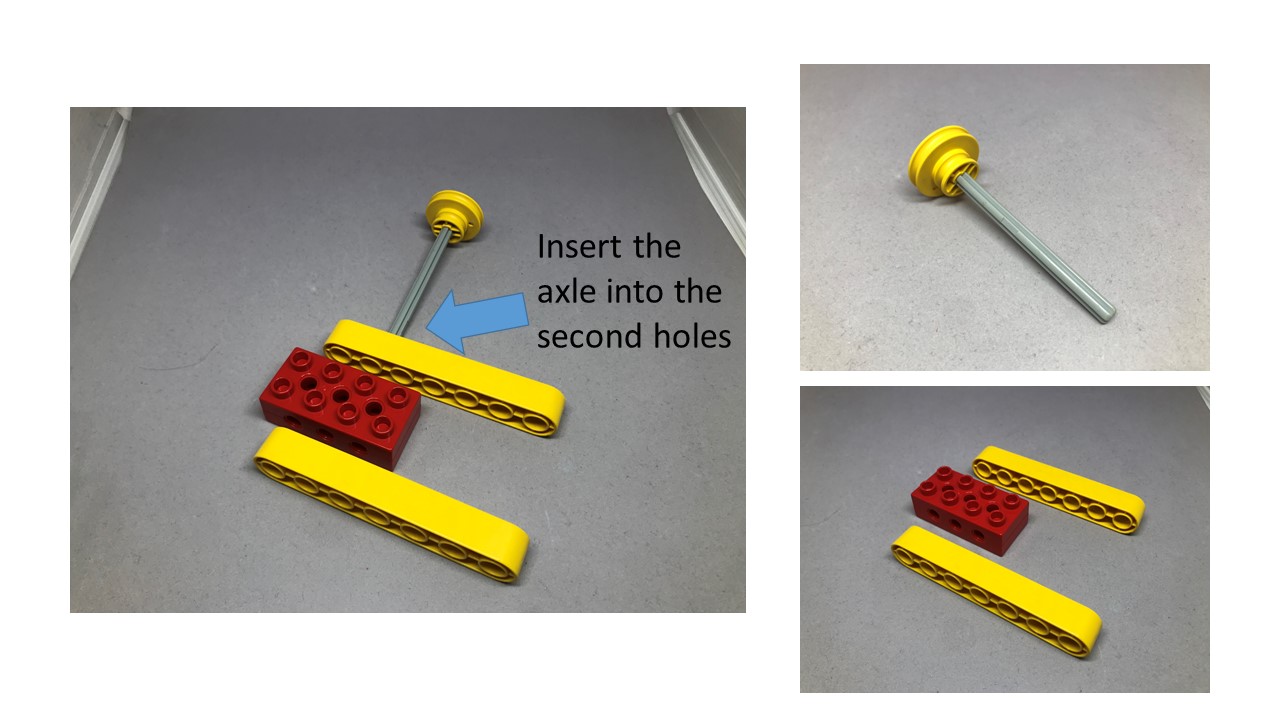 Insert the
axle into the
second holes